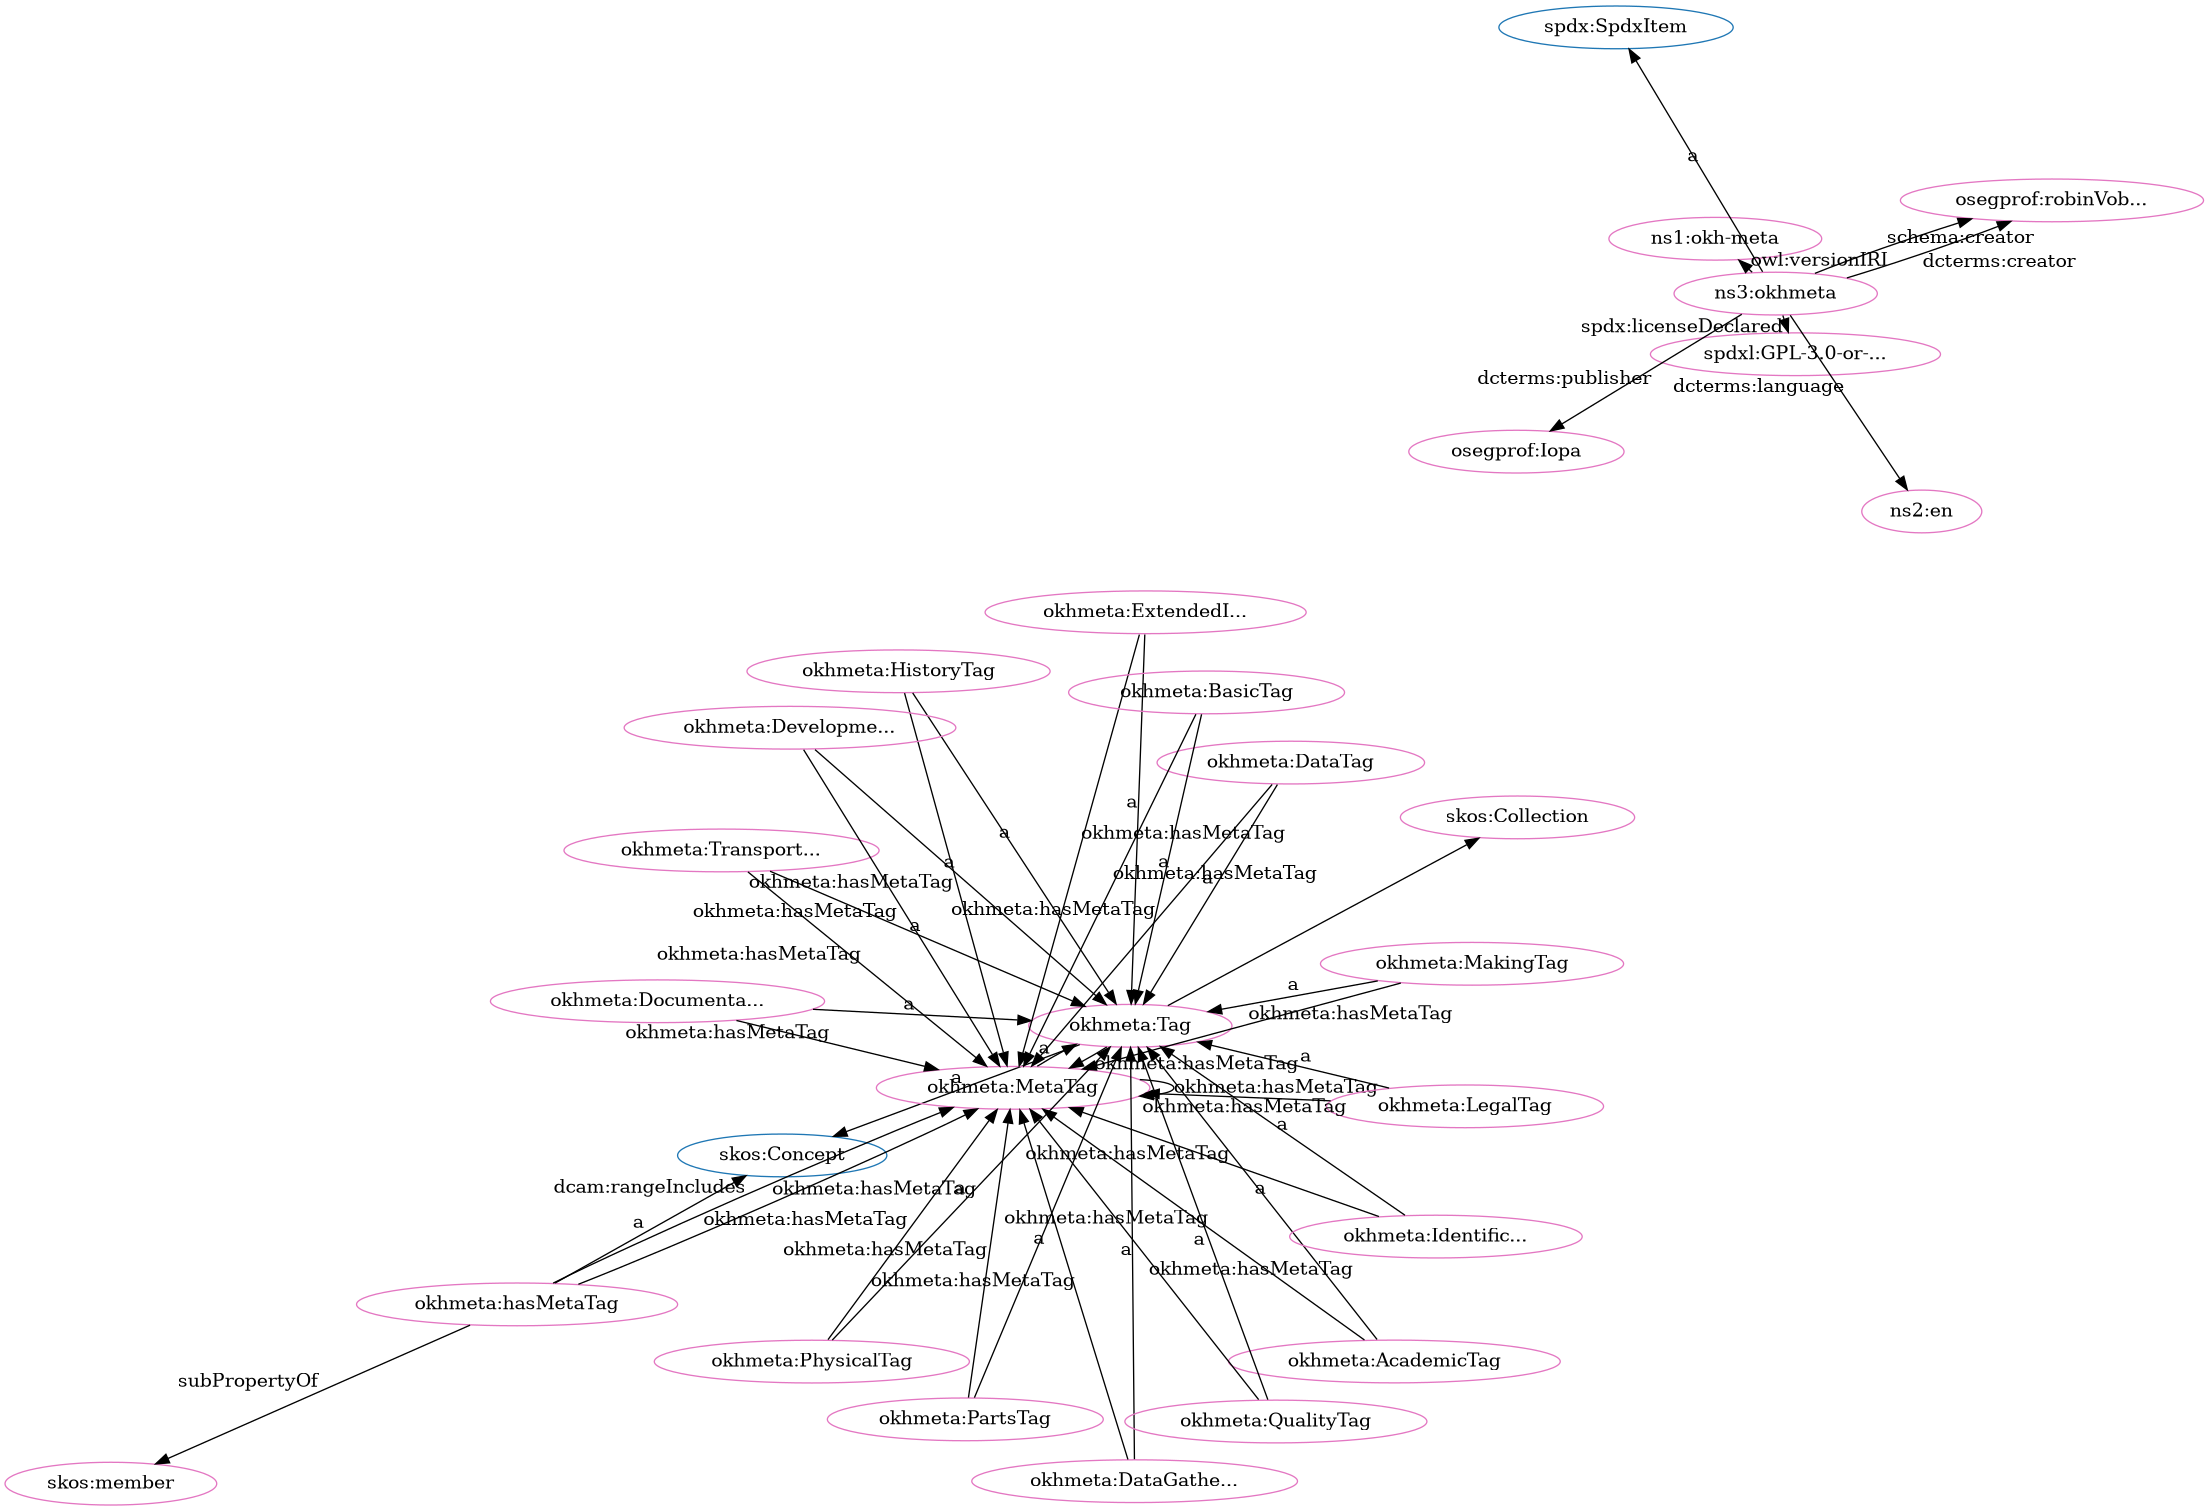 spdx:SpdxItem
a
osegprof:robinVob...
ns1:okh-meta
schema:creator
owl:versionIRI
dcterms:creator
ns3:okhmeta
spdx:licenseDeclared
spdxl:GPL-3.0-or-...
dcterms:publisher
dcterms:language
osegprof:Iopa
ns2:en
okhmeta:ExtendedI...
okhmeta:HistoryTag
okhmeta:BasicTag
okhmeta:Developme...
okhmeta:DataTag
a
skos:Collection
a
okhmeta:hasMetaTag
okhmeta:Transport...
a
a
okhmeta:hasMetaTag
a
okhmeta:hasMetaTag
okhmeta:hasMetaTag
okhmeta:hasMetaTag
a
okhmeta:hasMetaTag
okhmeta:MakingTag
a
okhmeta:Documenta...
a
okhmeta:hasMetaTag
okhmeta:Tag
okhmeta:hasMetaTag
a
a
okhmeta:hasMetaTag
a
okhmeta:MetaTag
okhmeta:hasMetaTag
okhmeta:hasMetaTag
okhmeta:LegalTag
a
skos:Concept
okhmeta:hasMetaTag
dcam:rangeIncludes
okhmeta:hasMetaTag
a
a
a
okhmeta:hasMetaTag
okhmeta:hasMetaTag
a
a
a
okhmeta:Identific...
okhmeta:hasMetaTag
okhmeta:hasMetaTag
okhmeta:hasMetaTag
okhmeta:hasMetaTag
okhmeta:PhysicalTag
okhmeta:AcademicTag
subPropertyOf
okhmeta:PartsTag
okhmeta:QualityTag
skos:member
okhmeta:DataGathe...